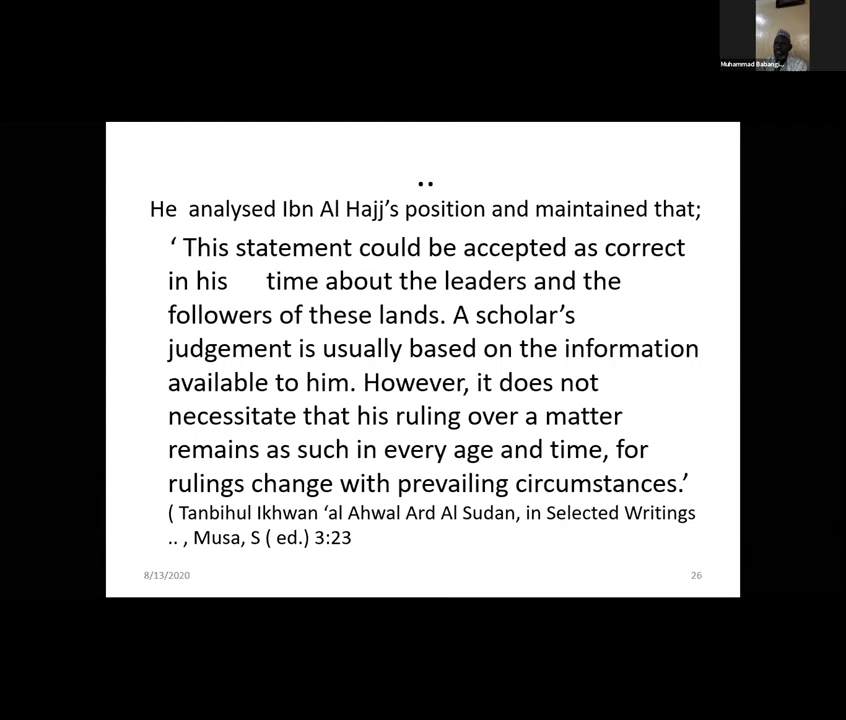 Muhammad Babangi...
..
He analysed Ibn Al Hajj’s position and maintained that;
‘ This statement could be accepted as correct
in his time about the leaders and the
followers of these lands. A scholar’s
judgement is usually based on the information
available to him. However, it does not
necessitate that his ruling over a matter
remains as such in every age and time, for
rulings change with prevailing circumstances.’
( Tanbihul Ikhwan ‘al Ahwal Ard Al Sudan, in Selected Writings
.. , Musa, S ( ed.) 3:23
8/13/2020
26